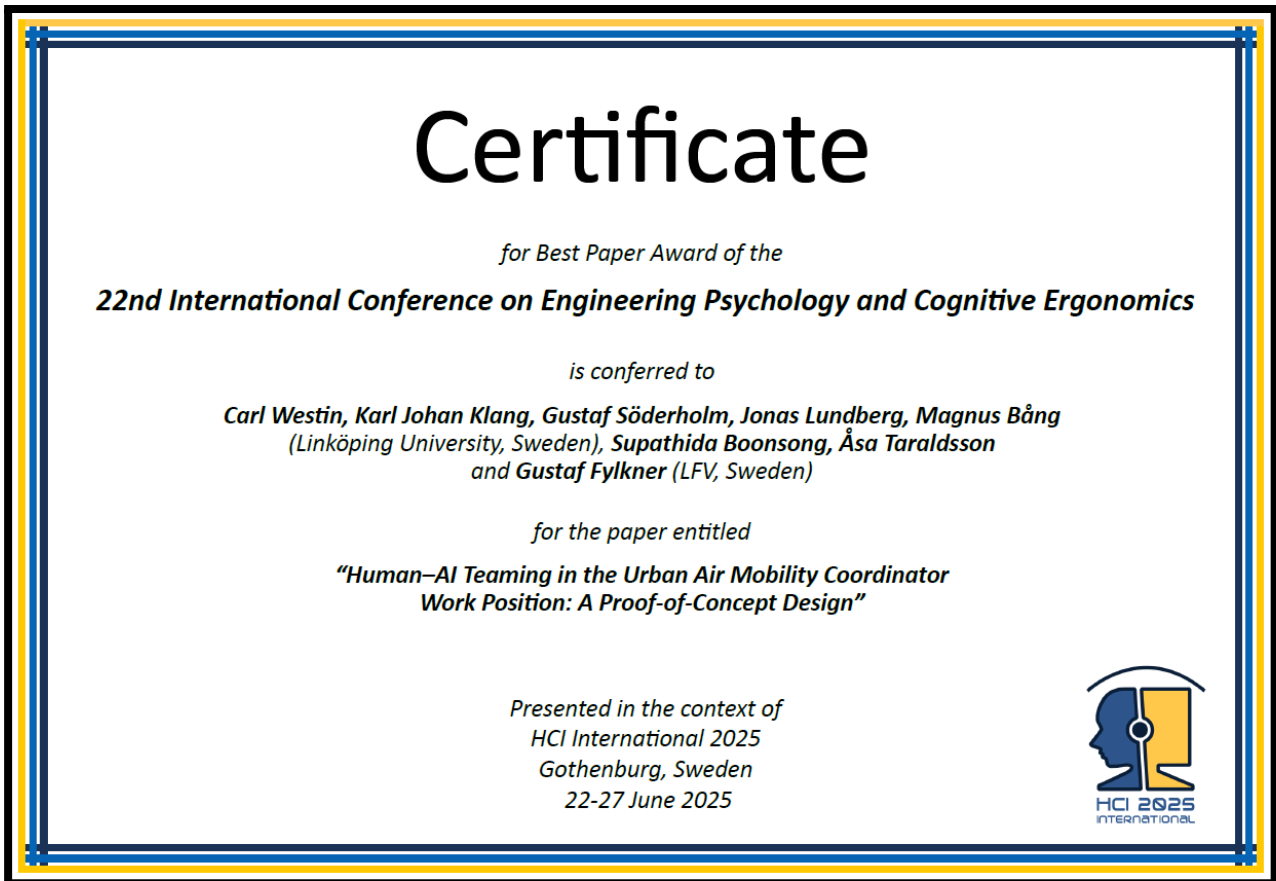 Certificate
for Best Paper Award of the
22nd International Conference on Engineering Psychology and Cognitive Ergonomics
is conferred to
Carl Westin, Karl Johan Klang, Gustaf Söderholm, Jonas Lundberg, Magnus Bång
(Linköping University, Sweden), Supathida Boonsong, Åsa Taraldsson
and Gustaf Fylkner (LFV, Sweden)
for the paper entitled
“Human–AI Teaming in the Urban Air Mobility Coordinator
Work Position: A Proof-of-Concept Design”
Presented in the context of
HCI International 2025
Gothenburg, Sweden
22-27 June 2025
HCI 2025
INTERNATIONAL